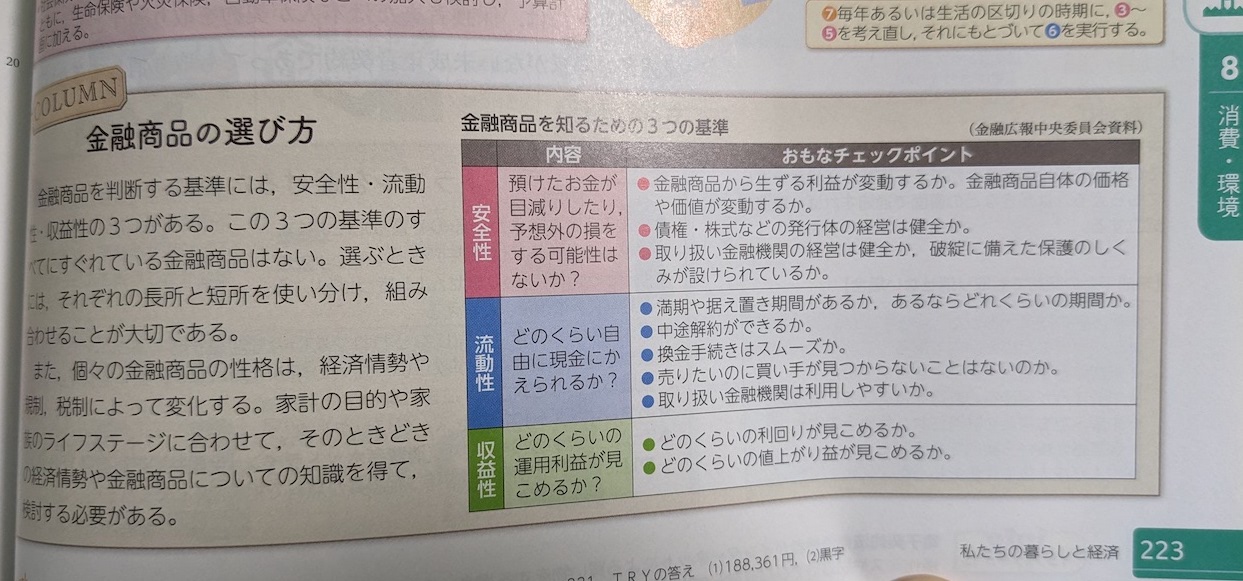 ともに，生命保険や火災保険，自動車保険など
に加える。
❼毎年あるいは生活の区切りの時期に，❸〜
❺を考え直し，それにもとづいて❻を実行する。
20
8
消費・環境
COLUMN
金融商品の選び方
金融商品を判断する基準には，安全性・流動
性・収益性の３つがある。この３つの基準のす
べてにすぐれている金融商品はない。選ぶとき
には，それぞれの長所と短所を使い分け，組み
合わせることが大切である。
また，個々の金融商品の性格は，経済情勢や
規制，税制によって変化する。家計の目的や家
族のライフステージに合わせて，そのときどき
の経済情勢や金融商品についての知識を得て，
検討する必要がある。
金融商品を知るための３つの基準
（金融広報中央委員会資料）
内容
おもなチェックポイント
安全性
預けたお金が
目減りしたり，
予想外の損を
する可能性は
ないか？
●金融商品から生ずる利益が変動するか。金融商品自体の価格
や価値が変動するか。
●債権・株式などの発行体の経営は健全か。
●取り扱い金融機関の経営は健全か，破綻に備えた保護のしく
みが設けられているか。
流動性
どのくらい自
由に現金にか
えられるか？
●満期や据え置き期間があるか，あるならどれくらいの期間か。
●中途解約ができるか。
●換金手続きはスムーズか。
●売りたいのに買い手が見つからないことはないのか。
●取り扱い金融機関は利用しやすいか。
収益性
どのくらいの
運用利益が見
こめるか？
●どのくらいの利回りが見こめるか。
●どのくらいの値上がり益が見こめるか。
TRYの答え ⑴188,361円，⑵黒字
私たちの暮らしと経済 223